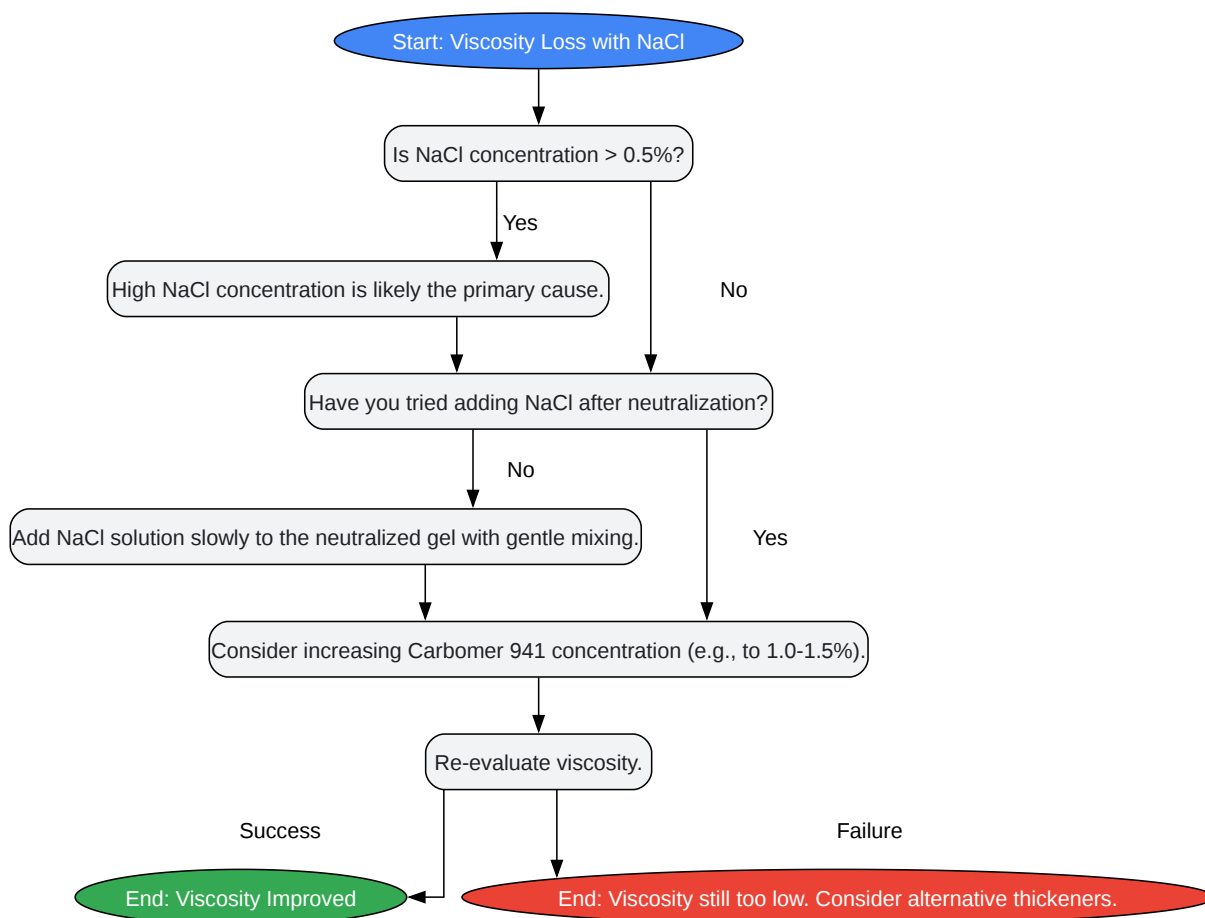 Start: Viscosity Loss with NaCl
Is NaCl concentration > 0.5%?
Yes
High NaCl concentration is likely the primary cause.
No
Have you tried adding NaCl after neutralization?
No
Add NaCl solution slowly to the neutralized gel with gentle mixing.
Yes
Consider increasing Carbomer 941 concentration (e.g., to 1.0-1.5%).
Re-evaluate viscosity.
Success
Failure
End: Viscosity Improved
End: Viscosity still too low. Consider alternative thickeners.